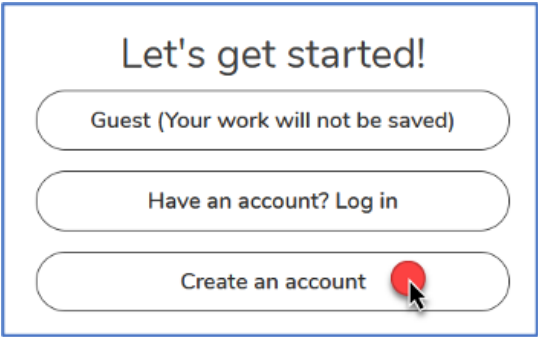 Let's get started!
Guest (Your work will not be saved)
Have an account? Log in
Create an account